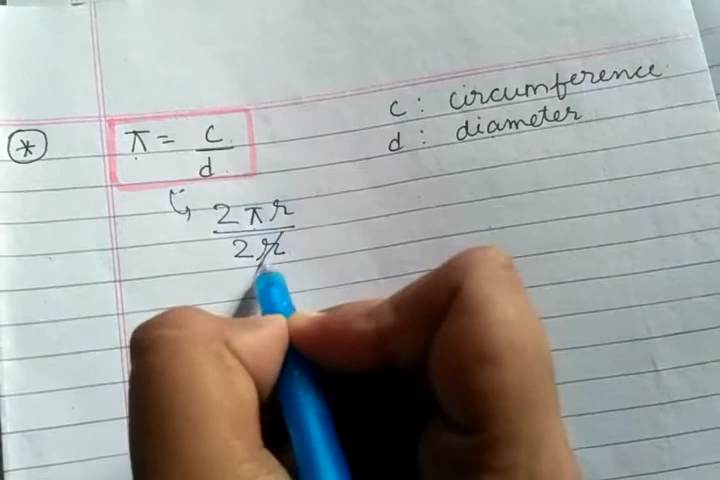 c : circumference
* π = c/d d : diameter
2πr/2r